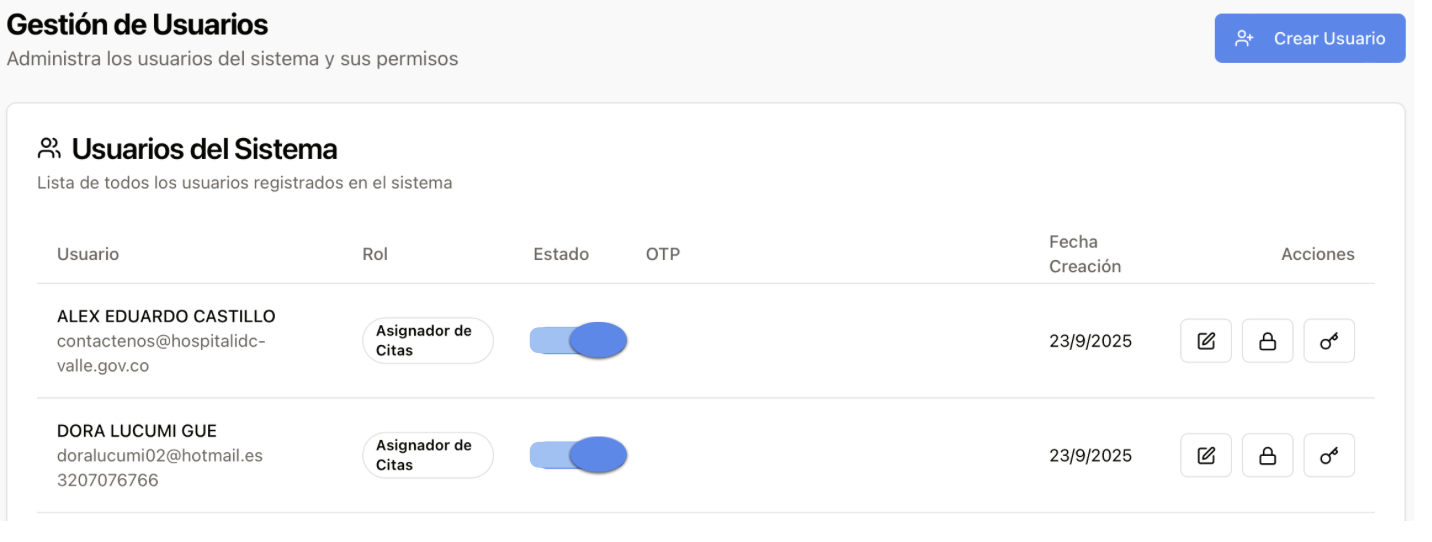 Gestión de Usuarios
Administra los usuarios del sistema y sus permisos
Crear Usuario
Usuarios del Sistema
Lista de todos los usuarios registrados en el sistema
Usuario
Rol
Estado
OTP
Fecha
Creación
Acciones
ALEX EDUARDO CASTILLO
contactenos@hospitalidc-
valle.gov.co
Asignador de
Citas
23/9/2025
DORA LUCUMI GUE
doralucumi02@hotmail.es
3207076766
Asignador de
Citas
23/9/2025